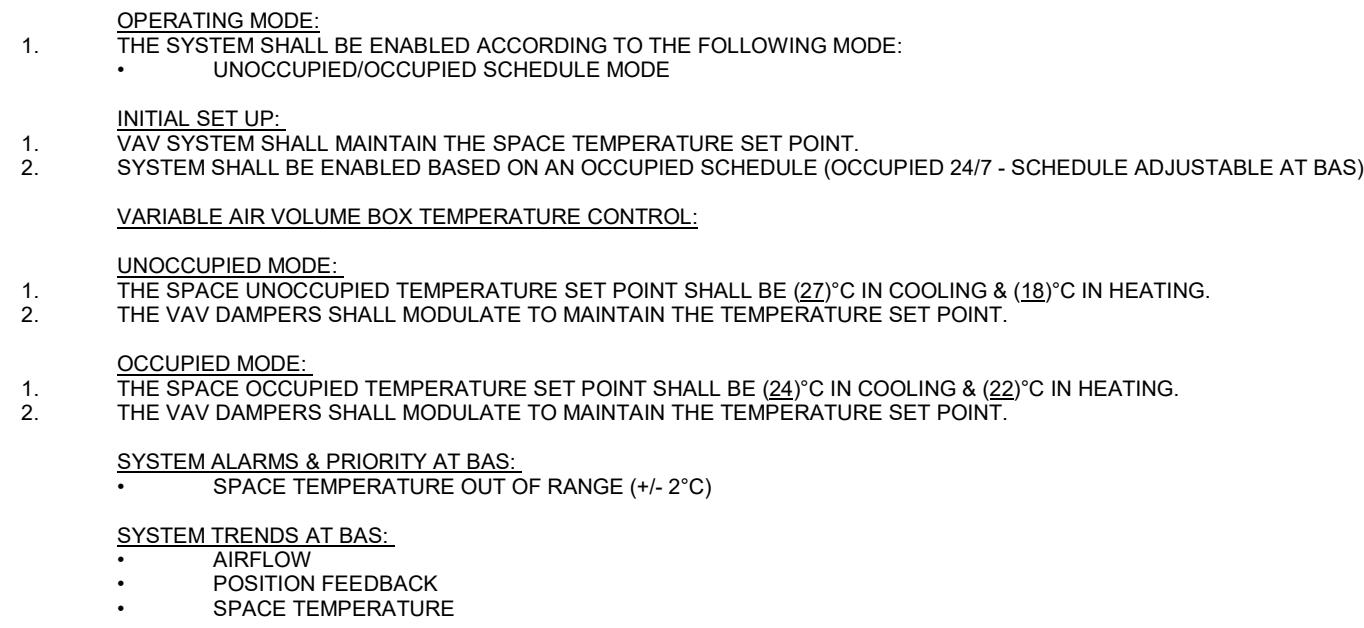 OPERATING MODE:
1. THE SYSTEM SHALL BE ENABLED ACCORDING TO THE FOLLOWING MODE:
• UNOCCUPIED/OCCUPIED SCHEDULE MODE
INITIAL SET UP:
1. VAV SYSTEM SHALL MAINTAIN THE SPACE TEMPERATURE SET POINT.
2. SYSTEM SHALL BE ENABLED BASED ON AN OCCUPIED SCHEDULE (OCCUPIED 24/7 - SCHEDULE ADJUSTABLE AT BAS)
VARIABLE AIR VOLUME BOX TEMPERATURE CONTROL:
UNOCCUPIED MODE:
1. THE SPACE UNOCCUPIED TEMPERATURE SET POINT SHALL BE (27)°C IN COOLING & (18)°C IN HEATING.
2. THE VAV DAMPERS SHALL MODULATE TO MAINTAIN THE TEMPERATURE SET POINT.
OCCUPIED MODE:
1. THE SPACE OCCUPIED TEMPERATURE SET POINT SHALL BE (24)°C IN COOLING & (22)°C IN HEATING.
2. THE VAV DAMPERS SHALL MODULATE TO MAINTAIN THE TEMPERATURE SET POINT.
SYSTEM ALARMS & PRIORITY AT BAS:
• SPACE TEMPERATURE OUT OF RANGE (+/- 2°C)
SYSTEM TRENDS AT BAS:
• AIRFLOW
• POSITION FEEDBACK
• SPACE TEMPERATURE